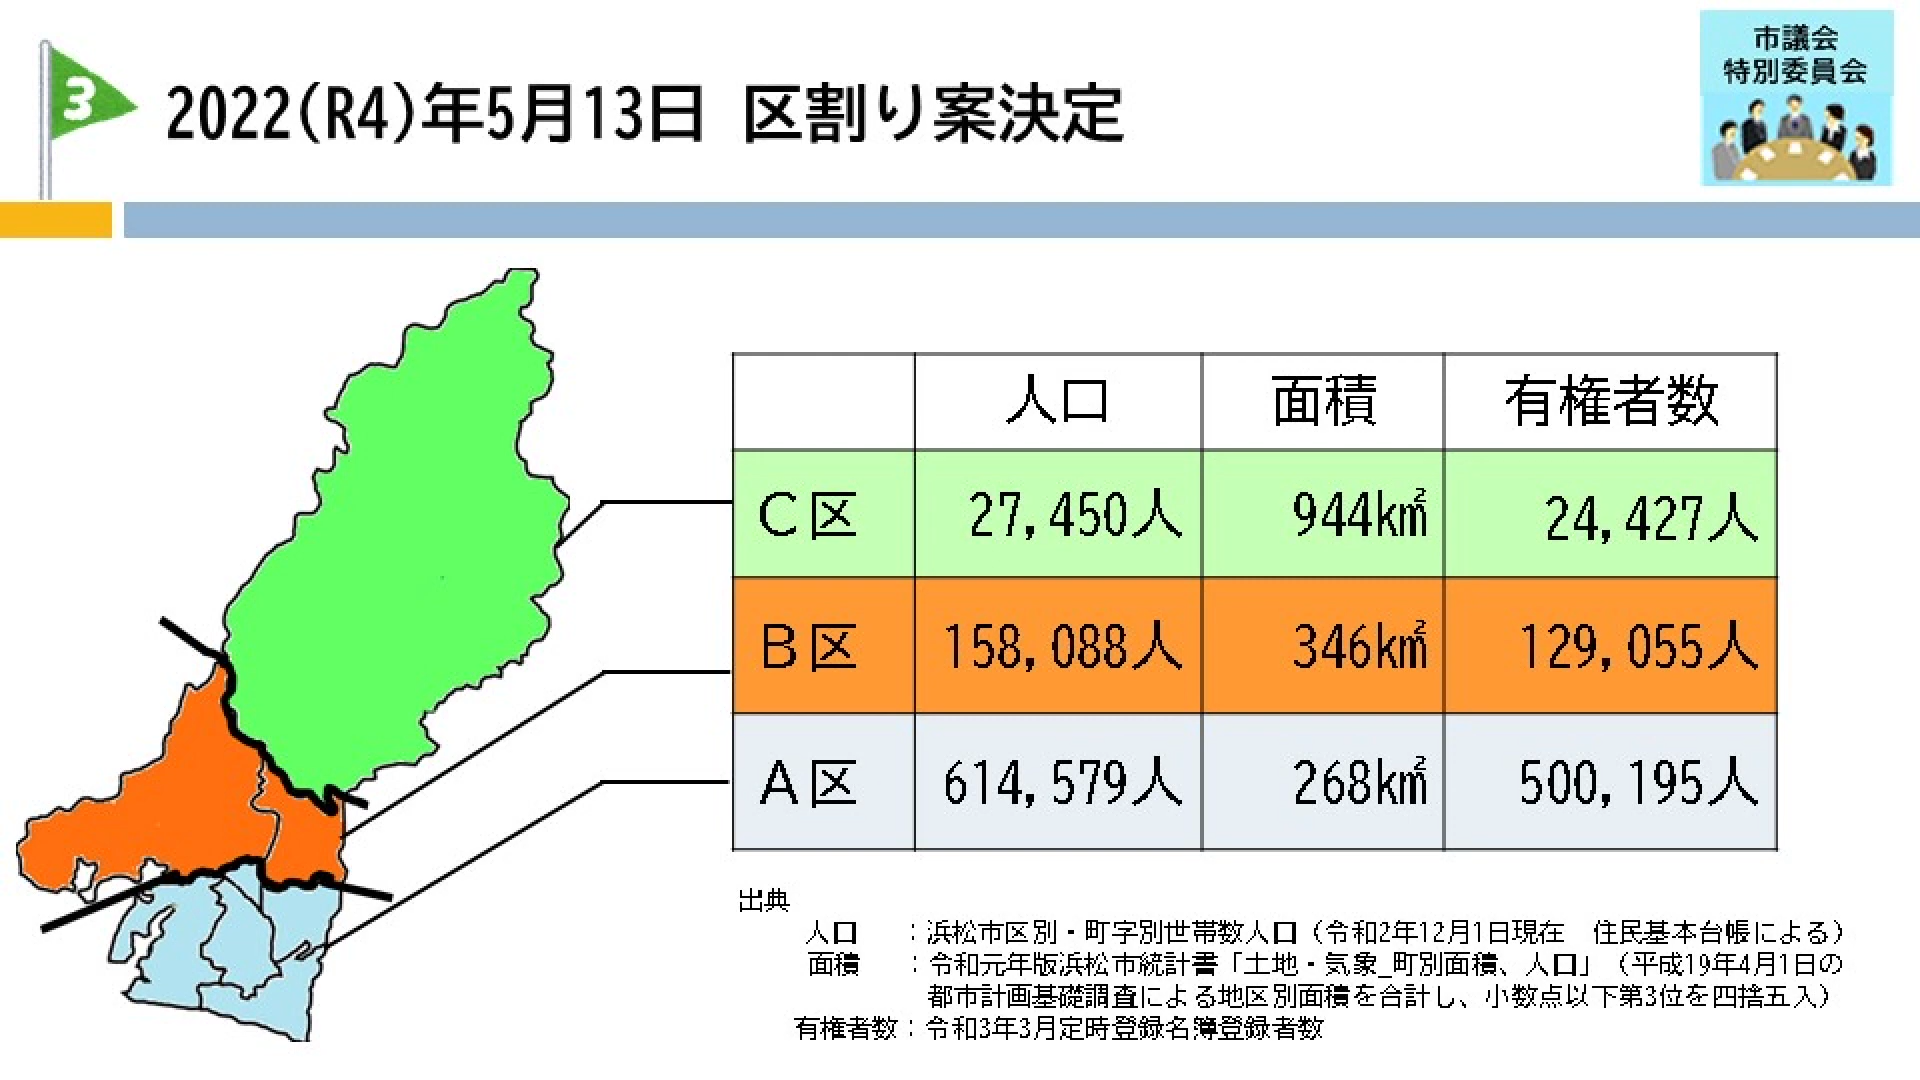 3
2022(R4)年5月13日 区割り案決定
市議会
特別委員会
人口 面積 有権者数
C区 27,450人 944k㎡ 24,427人
B区 158,088人 346k㎡ 129,055人
A区 614,579人 268k㎡ 500,195人
出典
人口 :浜松市区別・町字別世帯数人口(令和2年12月1日現在 住民基本台帳による)
面積 :令和元年版浜松市統計書「土地・気象_町別面積、人口」(平成19年4月1日の
都市計画基礎調査による地区別面積を合計し、小数点以下第3位を四捨五入)
有権者数:令和3年3月定時登録名簿登録者数